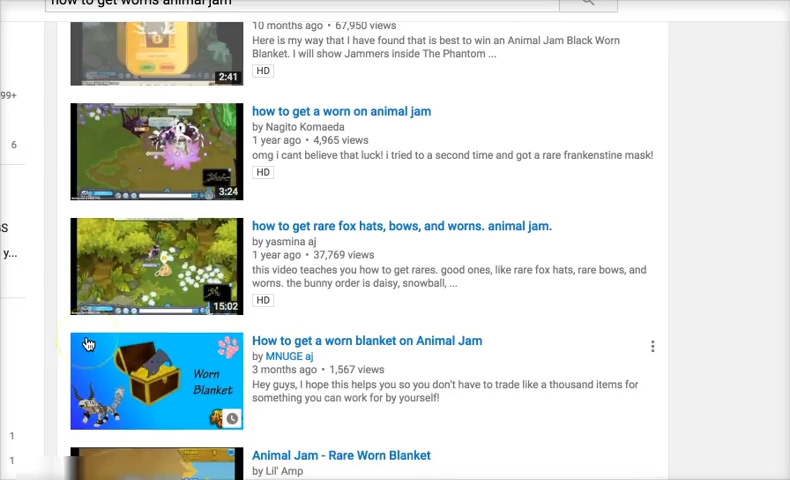 how to get worns animal jam
10 months ago • 67,950 views
Here is my way that I have found that is best to win an Animal Jam Black Worn
Blanket. I will show Jammers inside The Phantom ...
2:41
HD
99+
how to get a worn on animal jam
by Nagito Komaeda
1 year ago • 4,965 views
omg i cant believe that luck! i tried to a second time and got a rare frankenstine mask!
6
HD
3:24
how to get rare fox hats, bows, and worns. animal jam.
by yasmina aj
1 year ago • 37,769 views
this video teaches you how to get rares. good ones, like rare fox hats, rare bows, and
worns. the bunny order is daisy, snowball, ...
y...
HD
15:02
How to get a worn blanket on Animal Jam
by MNUGE aj
3 months ago • 1,567 views
Hey guys, I hope this helps you so you don't have to trade like a thousand items for
something you can work for by yourself!
Worn
Blanket
1
Animal Jam - Rare Worn Blanket
1
by Lil' Amp